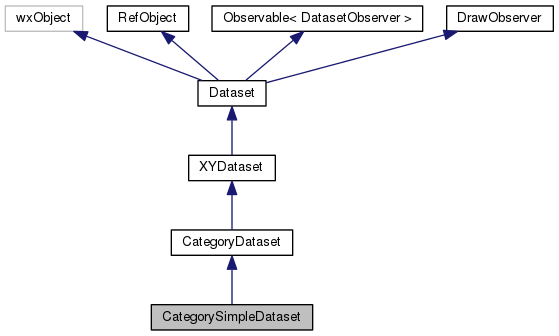 wxObject
RefObject
Observable< DatasetObserver >
DrawObserver
Dataset
XYDataset
CategoryDataset
CategorySimpleDataset